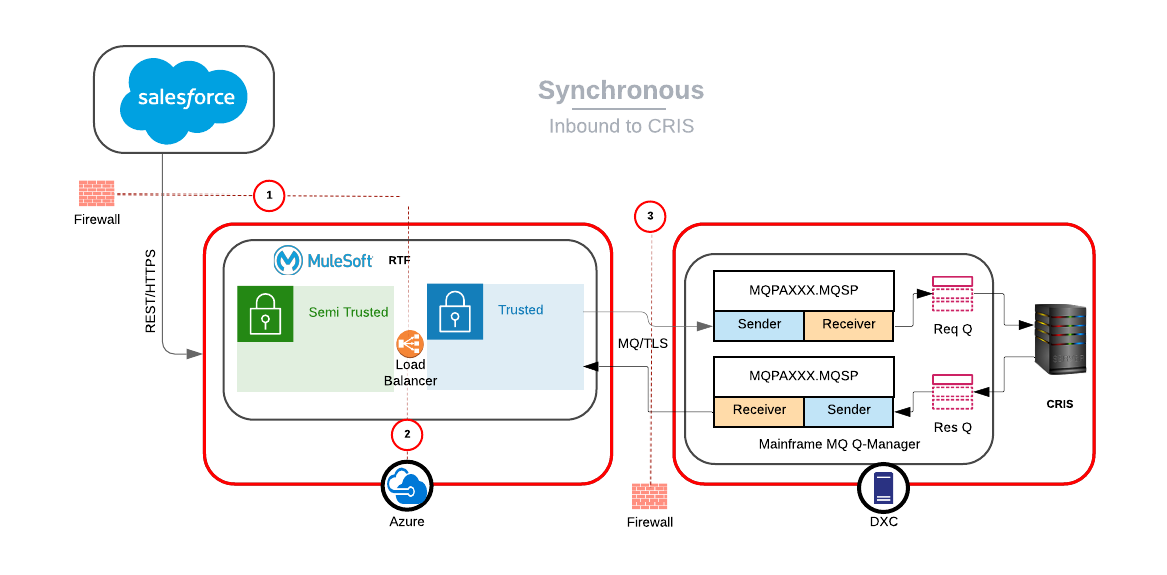 salesforce
Synchronous
Inbound to CRIS
1
Firewall
3
REST/HTTPS
MuleSoft
RTF
Semi Trusted
Trusted
Load
Balancer
2
Azure
MQ/TLS
Firewall
MQPAXXX.MQSP
Sender
Receiver
Req Q
MQPAXXX.MQSP
Receiver
Sender
Res Q
Mainframe MQ Q-Manager
CRIS
DXC